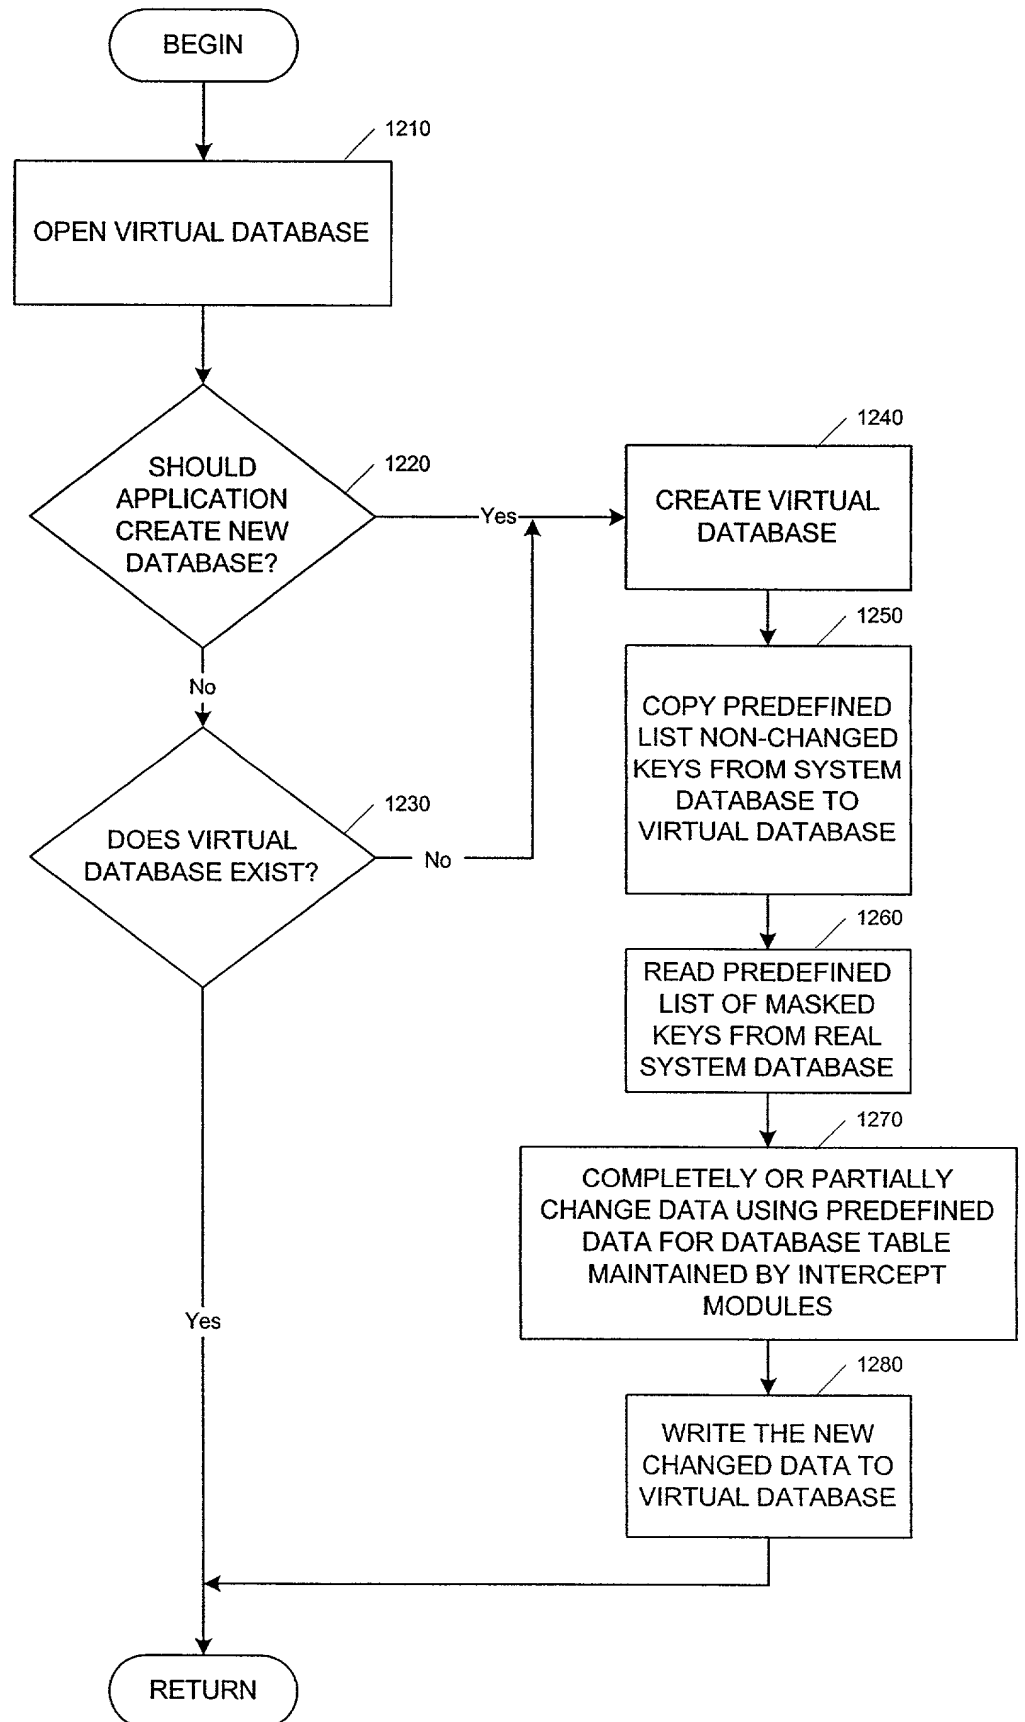 BEGIN
1210
OPEN VIRTUAL DATABASE
1220
SHOULD
APPLICATION
CREATE NEW
DATABASE?
Yes
No
1230
DOES VIRTUAL
DATABASE EXIST?
No
Yes
1240
CREATE VIRTUAL
DATABASE
1250
COPY PREDEFINED
LIST NON-CHANGED
KEYS FROM SYSTEM
DATABASE TO
VIRTUAL DATABASE
1260
READ PREDEFINED
LIST OF MASKED
KEYS FROM REAL
SYSTEM DATABASE
1270
COMPLETELY OR PARTIALLY
CHANGE DATA USING PREDEFINED
DATA FOR DATABASE TABLE
MAINTAINED BY INTERCEPT
MODULES
1280
WRITE THE NEW
CHANGED DATA TO
VIRTUAL DATABASE
RETURN